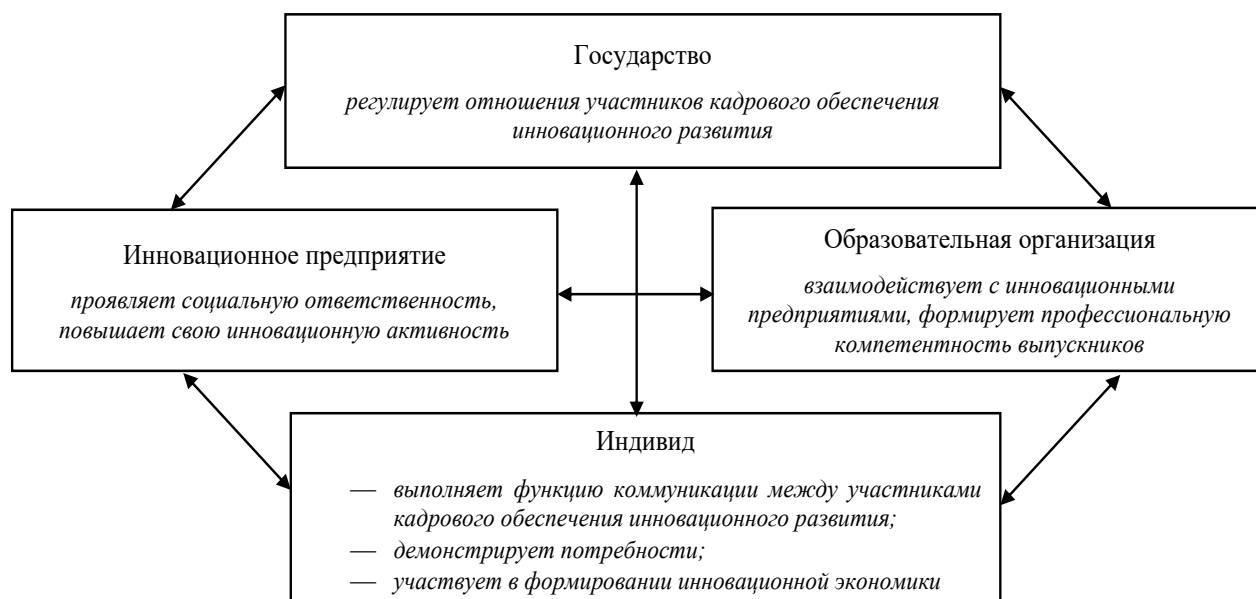 Государство
регулирует отношения участников кадрового обеспечения
инновационного развития
Инновационное предприятие
проявляет социальную ответственность,
повышает свою инновационную активность
Образовательная организация
взаимодействует с инновационными
предприятиями, формирует профессиональную
компетентность выпускников
Индивид
— выполняет функцию коммуникации между участниками
кадрового обеспечения инновационного развития;
— демонстрирует потребности;
— участвует в формировании инновационной экономики